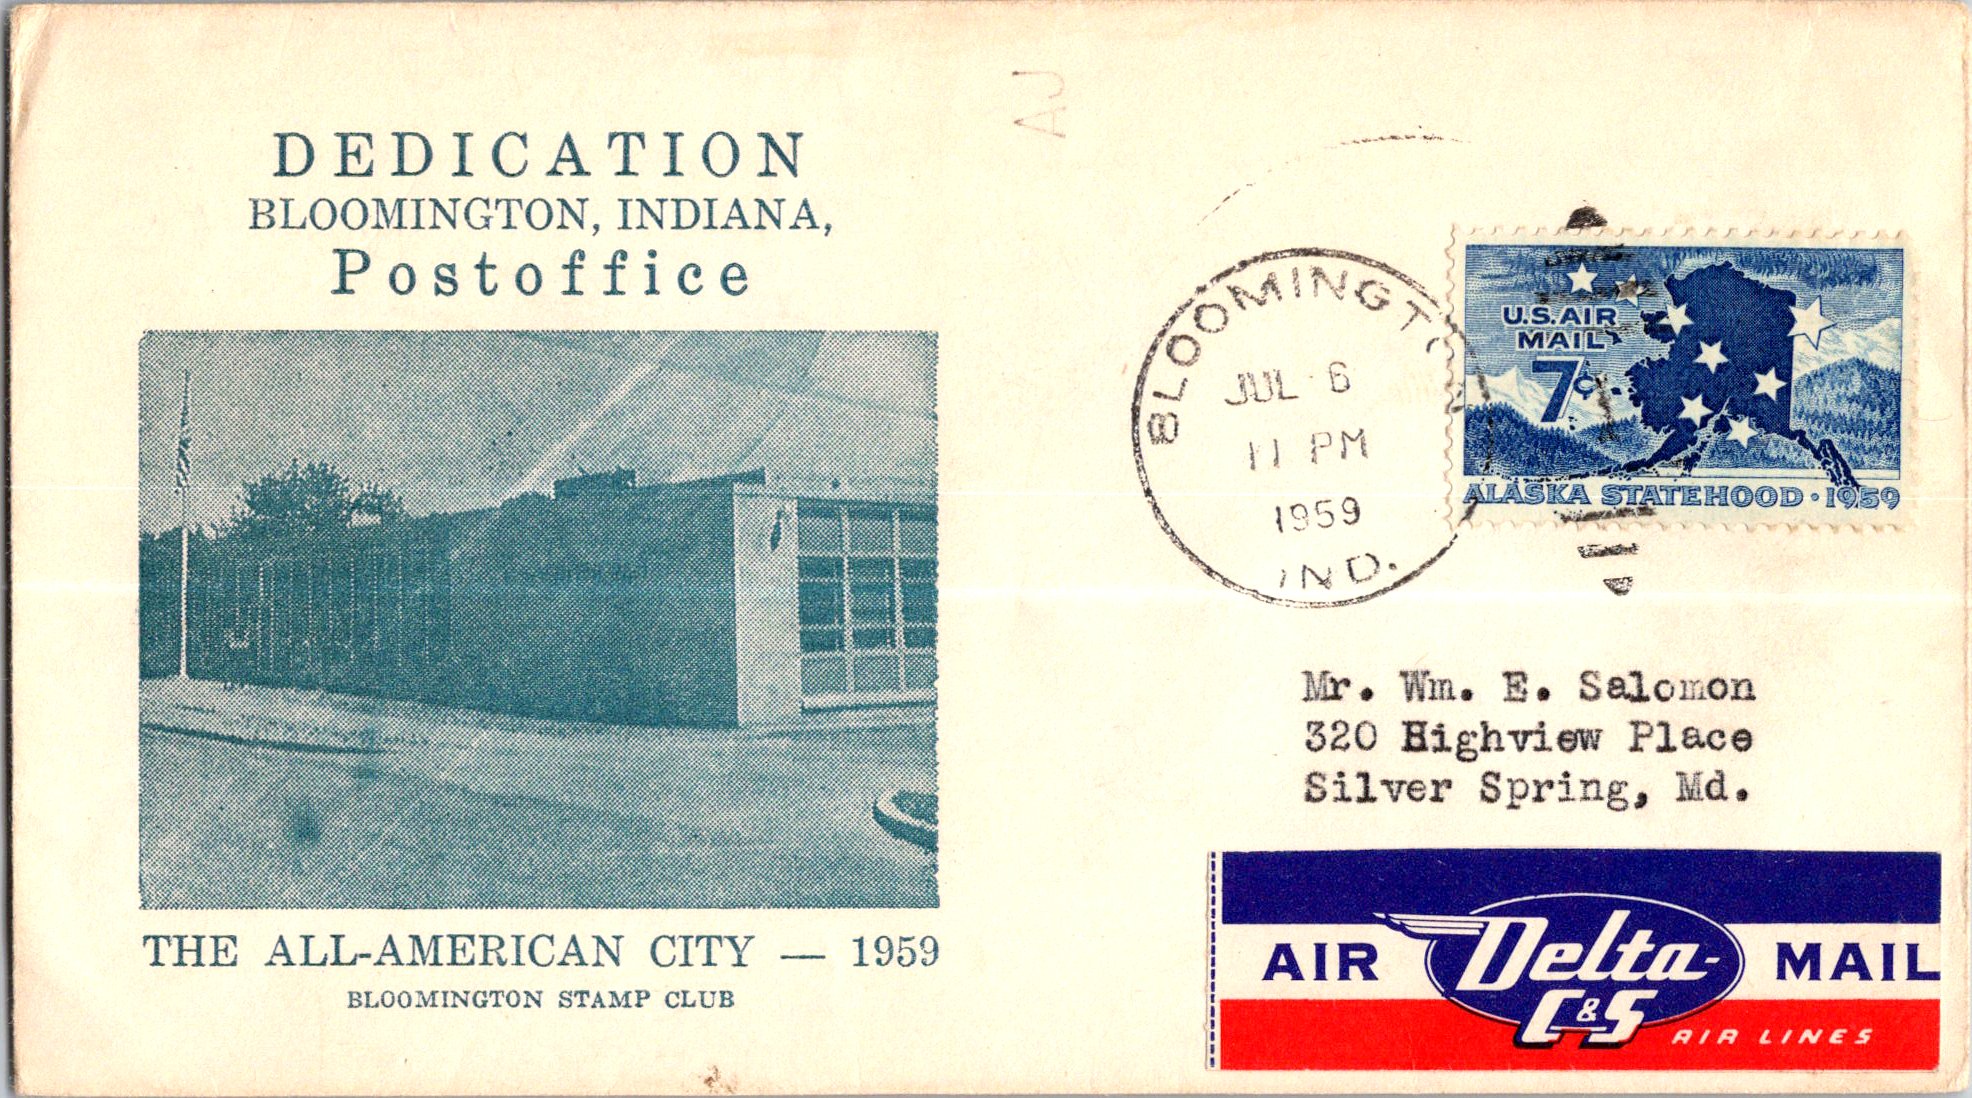 DEDICATION
BLOOMINGTON, INDIANA,
Postoffice
THE ALL-AMERICAN CITY — 1959
BLOOMINGTON STAMP CLUB
AJ
BLOOMINGTO
JUL 6
11 PM
1959
IND.
U.S. AIR
MAIL
7¢
ALASKA STATEHOOD · 1959
Mr. Wm. E. Salomon
320 Highview Place
Silver Spring, Md.
AIR Delta- MAIL
C&S
AIR LINES